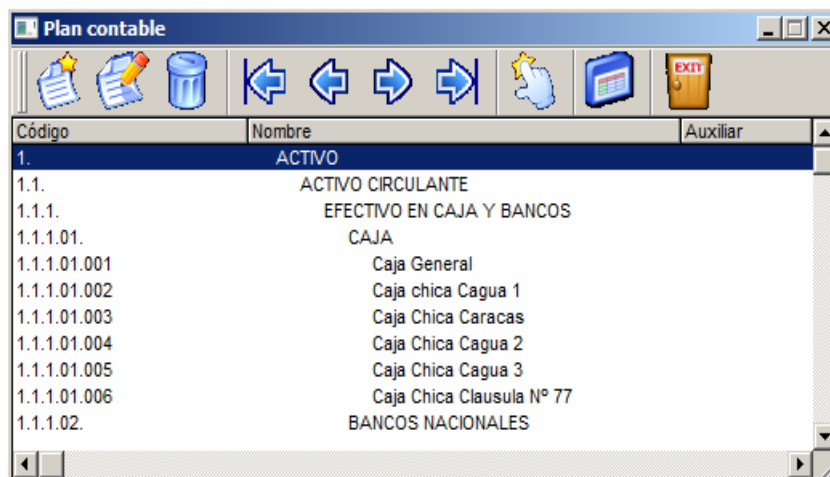 Plan contable
EXIT
Código Nombre Auxiliar
1. ACTIVO
1.1. ACTIVO CIRCULANTE
1.1.1. EFECTIVO EN CAJA Y BANCOS
1.1.1.01. CAJA
1.1.1.01.001 Caja General
1.1.1.01.002 Caja chica Cagua 1
1.1.1.01.003 Caja Chica Caracas
1.1.1.01.004 Caja Chica Cagua 2
1.1.1.01.005 Caja Chica Cagua 3
1.1.1.01.006 Caja Chica Clausula Nº 77
1.1.1.02. BANCOS NACIONALES